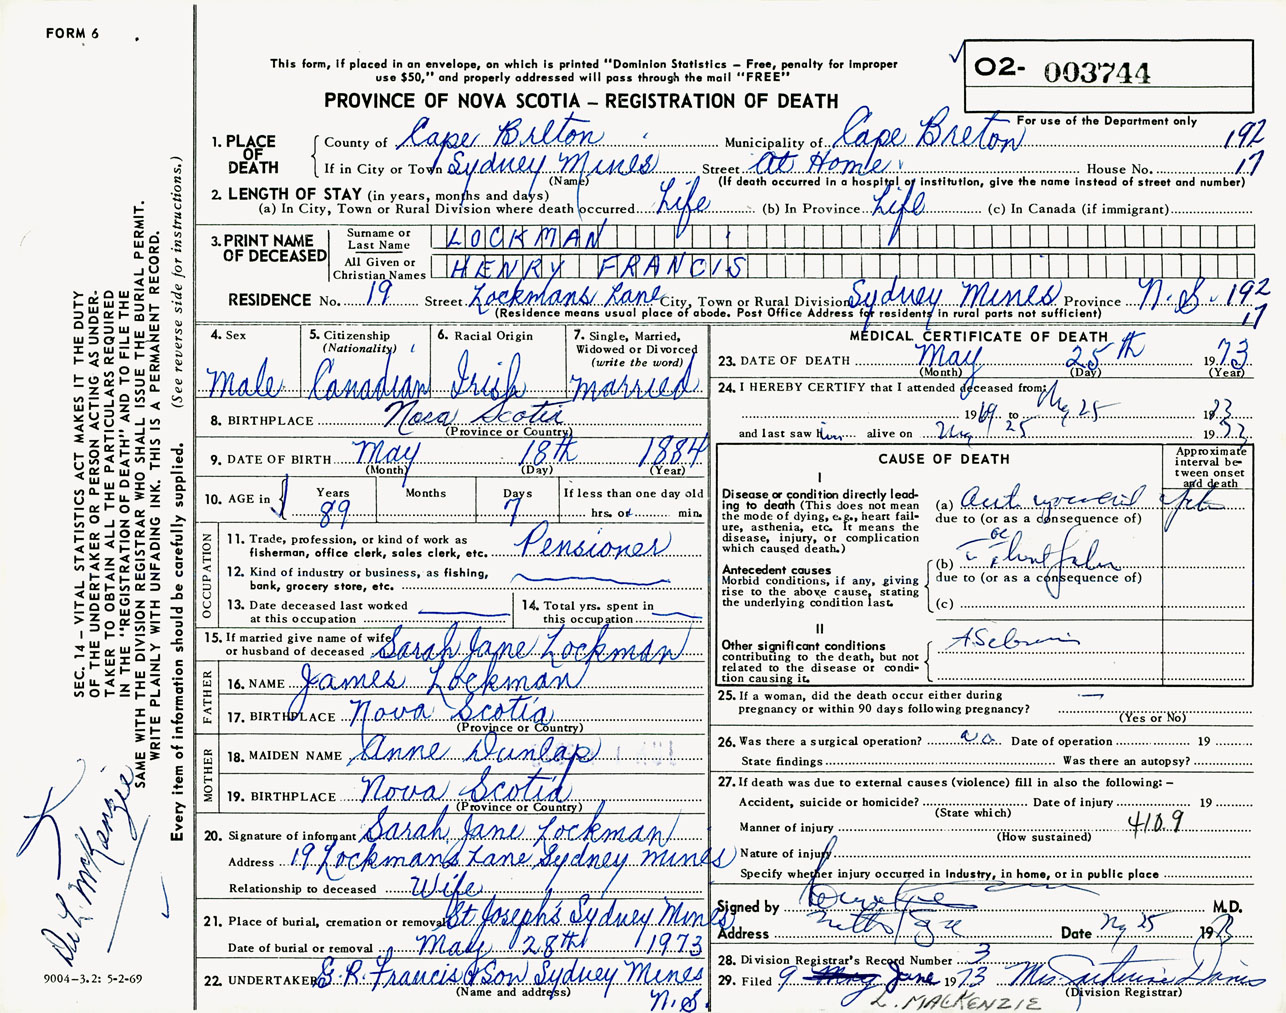 FORM 6
This form, if placed in an envelope, on which is printed "Dominion Statistics – Free, penalty for improper
use $50," and properly addressed will pass through the mail "FREE"
PROVINCE OF NOVA SCOTIA – REGISTRATION OF DEATH
O2- 003744
For use of the Department only
192
17
1. PLACE OF DEATH
County of Cape Breton Municipality of Cape Breton
If in City or Town Sydney Mines Street At Home House No.
(Name) (If death occurred in a hospital or institution, give the name instead of street and number)
2. LENGTH OF STAY (in years, months and days)
(a) In City, Town or Rural Division where death occurred Life (b) In Province Life (c) In Canada (if immigrant)
3. PRINT NAME OF DECEASED
Surname or Last Name LOCKMAN
All Given or Christian Names HENRY FRANCIS
RESIDENCE No. 19 Street Lockmans Lane City, Town or Rural Division Sydney Mines Province N.S. 192
(Residence means usual place of abode. Post Office Address for residents in rural parts not sufficient) 17
4. Sex Male
5. Citizenship (Nationality) Canadian
6. Racial Origin Irish
7. Single, Married, Widowed or Divorced (write the word) Married
8. BIRTHPLACE Nova Scotia
(Province or Country)
9. DATE OF BIRTH May 18th 1884
(Month) (Day) (Year)
10. AGE in Years 89 Months Days 7 If less than one day old hrs. or min.
OCCUPATION
11. Trade, profession, or kind of work as fisherman, office clerk, sales clerk, etc. Pensioner
12. Kind of industry or business, as fishing, bank, grocery store, etc.
13. Date deceased last worked at this occupation
14. Total yrs. spent in this occupation
15. If married give name of wife or husband of deceased Sarah Jane Lockman
FATHER
16. NAME James Lockman
17. BIRTHPLACE Nova Scotia
(Province or Country)
MOTHER
18. MAIDEN NAME Anne Dunlap
19. BIRTHPLACE Nova Scotia
(Province or Country)
20. Signature of informant Sarah Jane Lockman
Address 19 Lockmans Lane Sydney Mines
Relationship to deceased Wife
21. Place of burial, cremation or removal St Joseph's Sydney Mines
Date of burial or removal May 28th 1973
22. UNDERTAKER G. R. Francis & Son Sydney Mines
(Name and address) N.S.
MEDICAL CERTIFICATE OF DEATH
23. DATE OF DEATH May 25th 1973
(Month) (Day) (Year)
24. I HEREBY CERTIFY that I attended deceased from:
1969 to My 25 1973
and last saw him alive on My 25 1973
CAUSE OF DEATH
Approximate interval between onset and death
I
Disease or condition directly leading to death (This does not mean the mode of dying, e.g., heart failure, asthenia, etc. It means the disease, injury, or complication which caused death.)
(a)
due to (or as a consequence of)
Antecedent causes
Morbid conditions, if any, giving rise to the above cause, stating the underlying condition last.
(b)
due to (or as a consequence of)
(c)
II
Other significant conditions contributing to the death, but not related to the disease or condition causing it.
25. If a woman, did the death occur either during pregnancy or within 90 days following pregnancy?
(Yes or No)
26. Was there a surgical operation? no Date of operation 19
State findings Was there an autopsy?
27. If death was due to external causes (violence) fill in also the following: –
Accident, suicide or homicide? Date of injury 19
(State which)
Manner of injury 410.9
(How sustained)
Nature of injury
Specify whether injury occurred in industry, in home, or in public place
Signed by M.D.
Address Date My 25 1973
28. Division Registrar's Record Number 3
29. Filed 9 June 1973
(Division Registrar)
L. MACKENZIE
SEC. 14 – VITAL STATISTICS ACT MAKES IT THE DUTY
OF THE UNDERTAKER OR PERSON ACTING AS UNDER-
TAKER TO OBTAIN ALL THE PARTICULARS REQUIRED
IN THE "REGISTRATION OF DEATH" AND TO FILE THE
SAME WITH THE DIVISION REGISTRAR WHO SHALL ISSUE THE BURIAL PERMIT.
WRITE PLAINLY WITH UNFADING INK. THIS IS A PERMANENT RECORD.
Every item of information should be carefully supplied. (See reverse side for instructions.)
L. McKenzie
9004–3.2: 5-2-69